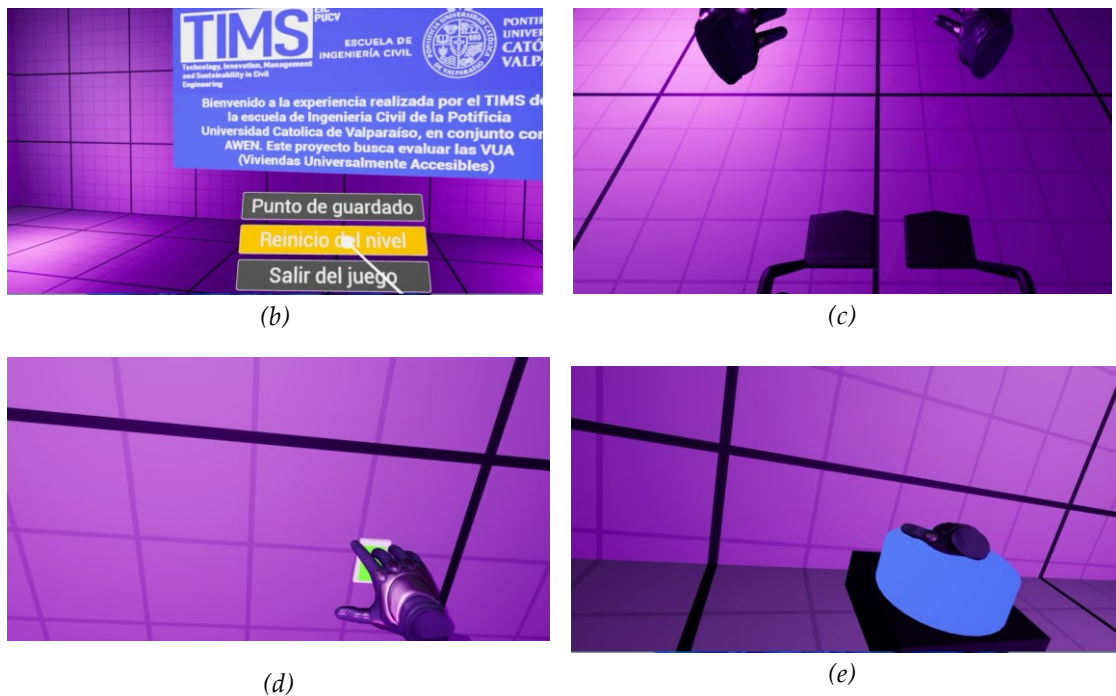 TIMS
PUCV
Technology, Innovation, Management
and Sustainability in Civil
Engineering
ESCUELA DE
INGENIERÍA CIVIL
Bienvenido a la experiencia realizada por el TIMS de
la escuela de Ingenieria Civil de la Potificia
Universidad Catolica de Valparaíso, en conjunto con
AWEN. Este proyecto busca evaluar las VUA
(Viviendas Universalmente Accesibles)
Punto de guardado
Reinicio del nivel
Salir del juego
(b)
(c)
(d)
(e)